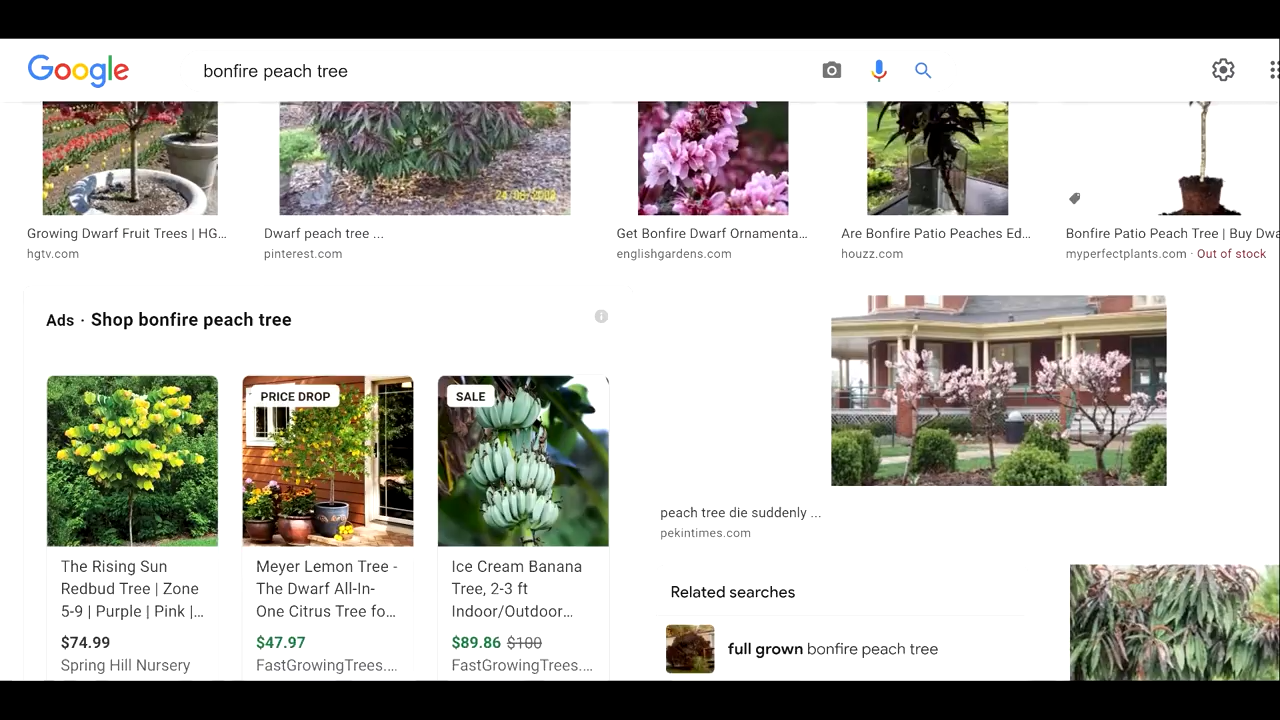 Google
bonfire peach tree
24/06/2008
Growing Dwarf Fruit Trees | HG...
hgtv.com
Dwarf peach tree ...
pinterest.com
Get Bonfire Dwarf Ornamenta...
englishgardens.com
Are Bonfire Patio Peaches Ed...
houzz.com
Bonfire Patio Peach Tree | Buy Dwa
myperfectplants.com · Out of stock
Ads · Shop bonfire peach tree
PRICE DROP
SALE
The Rising Sun
Redbud Tree | Zone
5-9 | Purple | Pink |...
$74.99
Spring Hill Nursery
Meyer Lemon Tree -
The Dwarf All-In-
One Citrus Tree fo...
$47.97
FastGrowingTrees....
Ice Cream Banana
Tree, 2-3 ft
Indoor/Outdoor...
$89.86 $100
FastGrowingTrees....
peach tree die suddenly ...
pekintimes.com
Related searches
full grown bonfire peach tree